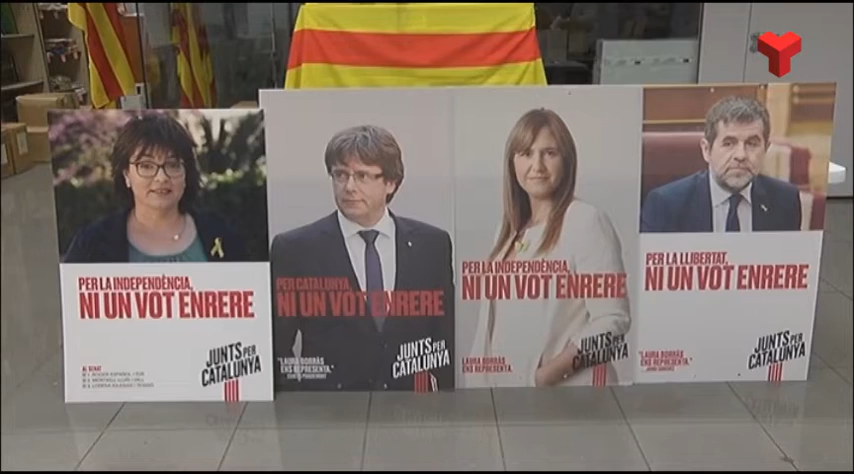 PER LA INDEPENDÈNCIA,
NI UN VOT ENRERE
AL SENAT
JUNTS PER
CATALUNYA
PER CATALUNYA,
NI UN VOT ENRERE
"LAURA BORRÀS
ENS REPRESENTA."
JUNTS PER
CATALUNYA
PER LA INDEPENDÈNCIA,
NI UN VOT ENRERE
LAURA BORRÀS
ENS REPRESENTA.
JUNTS PER
CATALUNYA
PER LA LLIBERTAT,
NI UN VOT ENRERE
"LAURA BORRÀS
ENS REPRESENTA."
JUNTS PER
CATALUNYA